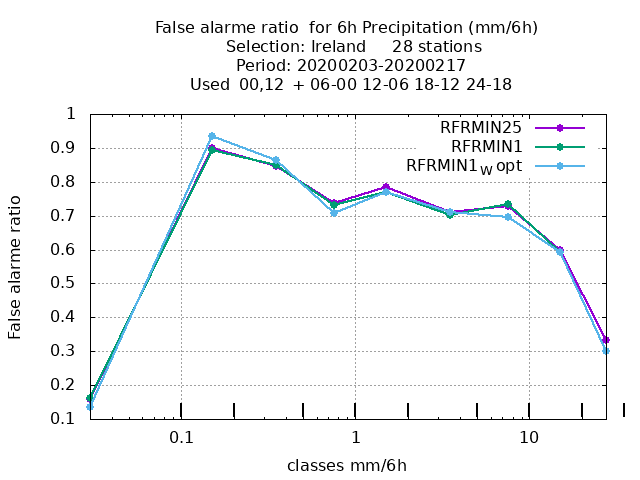 False alarme ratio  for 6h Precipitation (mm/6h)
Selection: Ireland     28 stations
Period: 20200203-20200217
Used  00,12  + 06-00 12-06 18-12 24-18
RFRMIN25
RFRMIN1
RFRMIN1W opt
1
0.9
0.8
0.7
0.6
0.5
0.4
0.3
0.2
0.1
False alarme ratio
0.1 1 10
classes mm/6h